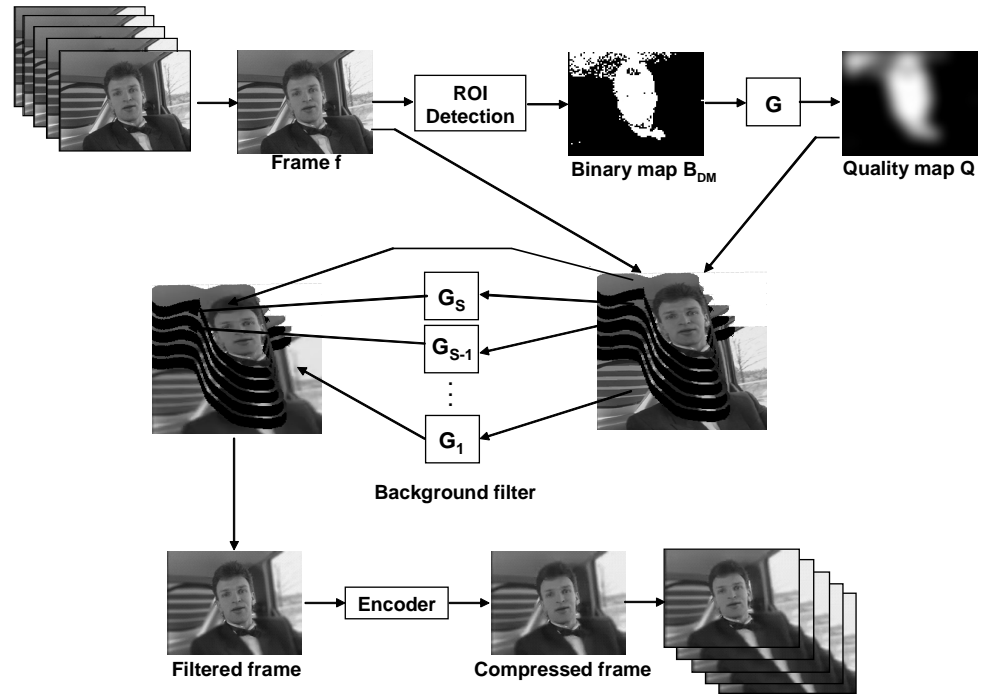 ROI
Detection
G
Frame f
Binary map B_DM
Quality map Q
G_S
G_S-1
⋮
G_1
Background filter
Encoder
Filtered frame
Compressed frame